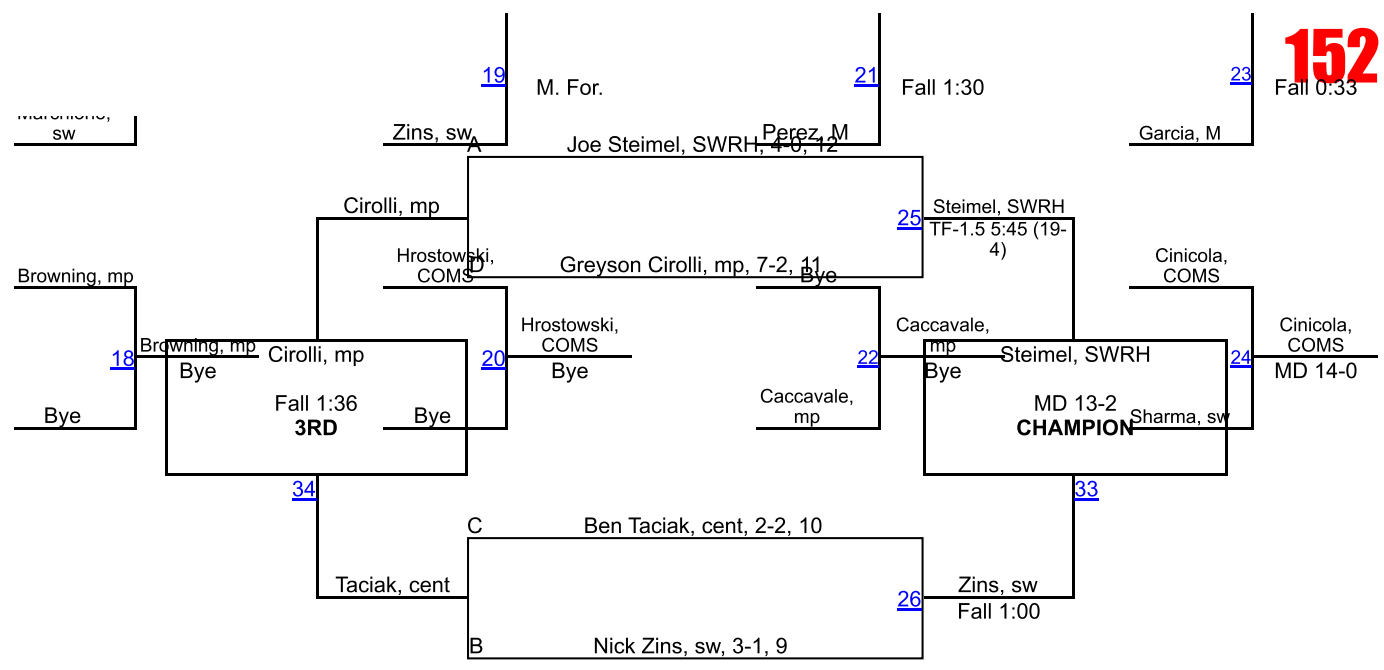 152
19
M. For.
21
Fall 1:30
23
Fall 0:33
Marchione,
sw
Zins, sw
Perez, M
Garcia, M
A
Joe Steimel, SWRH, 4-0, 12
Cirolli, mp
25
Steimel, SWRH
TF-1.5 5:45 (19-
4)
Browning, mp
Hrostowski,
COMS
D
Greyson Cirolli, mp, 7-2, 11
Bye
Cinicola,
COMS
18
Browning, mp
Bye
Cirolli, mp
Fall 1:36
3RD
20
Hrostowski,
COMS
Bye
22
Caccavale,
mp
Bye
Steimel, SWRH
MD 13-2
CHAMPION
24
Cinicola,
COMS
MD 14-0
Bye
Bye
Caccavale,
mp
Sharma, sw
34
33
C
Ben Taciak, cent, 2-2, 10
Taciak, cent
26
Zins, sw
Fall 1:00
B
Nick Zins, sw, 3-1, 9